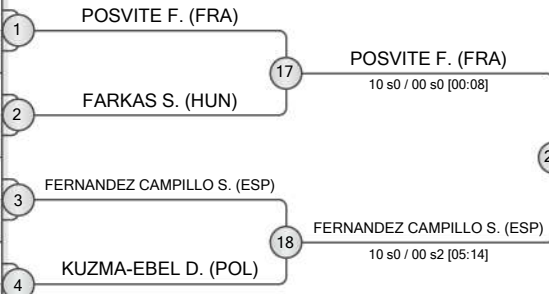 POSVITE F. (FRA)
1
17
POSVITE F. (FRA)
10 s0 / 00 s0 [00:08]
FARKAS S. (HUN)
2
3
FERNANDEZ CAMPILLO S. (ESP)
18
FERNANDEZ CAMPILLO S. (ESP)
10 s0 / 00 s2 [05:14]
KUZMA-EBEL D. (POL)
4